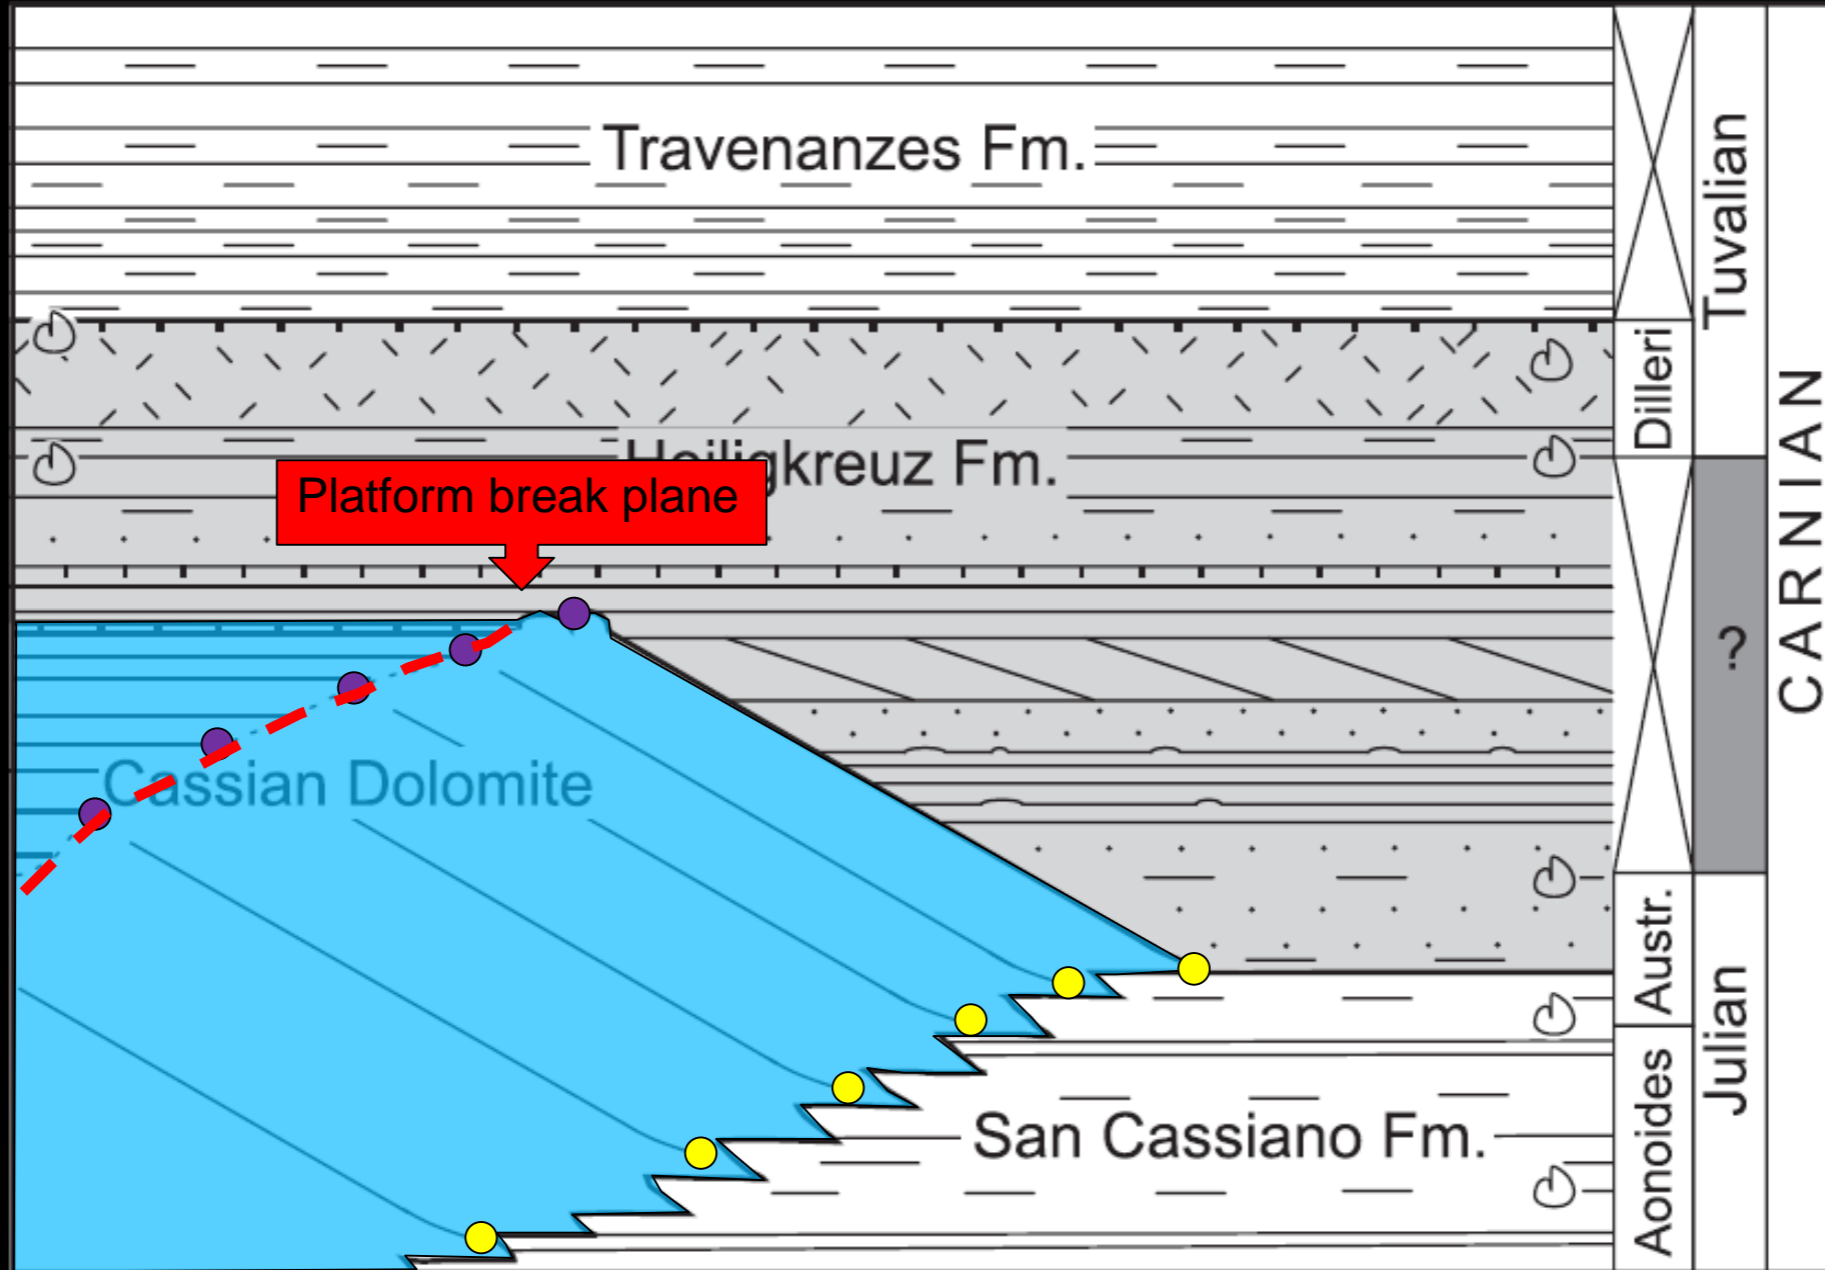 Travenanzes Fm.
Heiligkreuz Fm.
Platform break plane
Cassian Dolomite
San Cassiano Fm.
Dilleri
Austr.
Aonoides
Tuvalian
?
Julian
CARNIAN